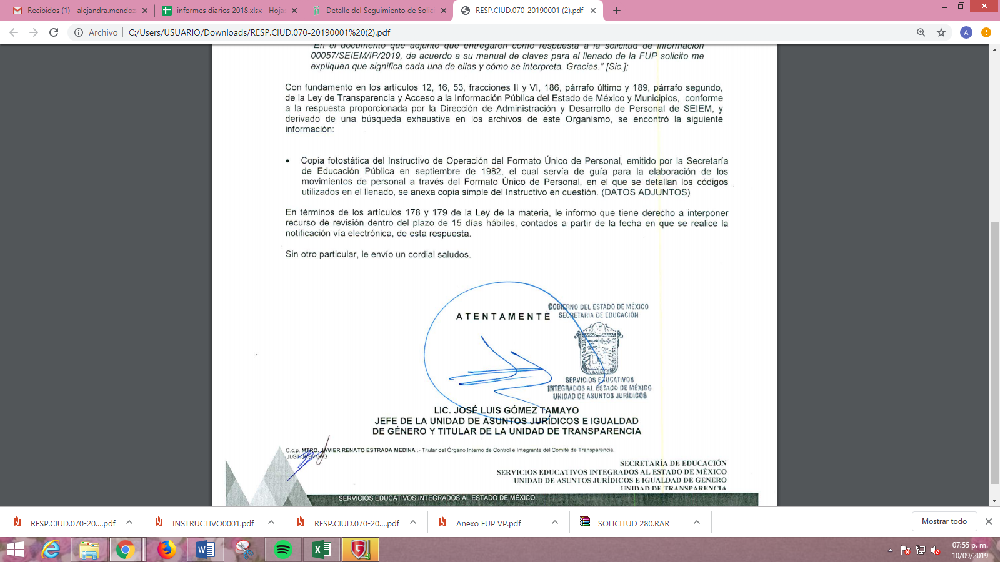 Recibidos (1) - alejandra.mendoz
informes diarios 2018.xlsx - Hoja
Detalle del Seguimiento de Solic
RESP.CIUD.070-20190001 (2).pdf
Archivo
C:/Users/USUARIO/Downloads/RESP.CIUD.070-20190001%20(2).pdf
A
"En el documento que adjunto que entregaron como respuesta a la solicitud de información
00057/SEIEM/IP/2019, de acuerdo a su manual de claves para el llenado de la FUP solicito me
expliquen que significa cada una de ellas y cómo se interpreta. Gracias." [Sic.];
Con fundamento en los artículos 12, 16, 53, fracciones II y VI, 186, párrafo último y 189, párrafo segundo,
de la Ley de Transparencia y Acceso a la Información Pública del Estado de México y Municipios, conforme
a la respuesta proporcionada por la Dirección de Administración y Desarrollo de Personal de SEIEM, y
derivado de una búsqueda exhaustiva en los archivos de este Organismo, se encontró la siguiente
información:
• Copia fotostática del Instructivo de Operación del Formato Único de Personal, emitido por la Secretaría
de Educación Pública en septiembre de 1982, el cual servía de guía para la elaboración de los
movimientos de personal a través del Formato Único de Personal, en el que se detallan los códigos
utilizados en el llenado, se anexa copia simple del Instructivo en cuestión. (DATOS ADJUNTOS)
En términos de los artículos 178 y 179 de la Ley de la materia, le informo que tiene derecho a interponer
recurso de revisión dentro del plazo de 15 días hábiles, contados a partir de la fecha en que se realice la
notificación vía electrónica, de esta respuesta.
Sin otro particular, le envío un cordial saludos.
GOBIERNO DEL ESTADO DE MÉXICO
SECRETARÍA DE EDUCACIÓN
ATENTAMENTE
SERVICIOS EDUCATIVOS
INTEGRADOS AL ESTADO DE MÉXICO
UNIDAD DE ASUNTOS JURÍDICOS
LIC. JOSÉ LUIS GÓMEZ TAMAYO
JEFE DE LA UNIDAD DE ASUNTOS JURÍDICOS E IGUALDAD
DE GÉNERO Y TITULAR DE LA UNIDAD DE TRANSPARENCIA
C.c.p. MTRO. JAVIER RENATO ESTRADA MEDINA .- Titular del Órgano Interno de Control e Integrante del Comité de Transparencia.
SECRETARÍA DE EDUCACIÓN
SERVICIOS EDUCATIVOS INTEGRADOS AL ESTADO DE MÉXICO
UNIDAD DE ASUNTOS JURÍDICOS E IGUALDAD DE GENERO
UNIDAD DE TRANSPARENCIA
SERVICIOS EDUCATIVOS INTEGRADOS AL ESTADO DE MÉXICO
RESP.CIUD.070-20....pdf
INSTRUCTIVO0001.pdf
RESP.CIUD.070-20....pdf
Anexo FUP VP.pdf
SOLICITUD 280.RAR
Mostrar todo
07:55 p. m.
10/09/2019